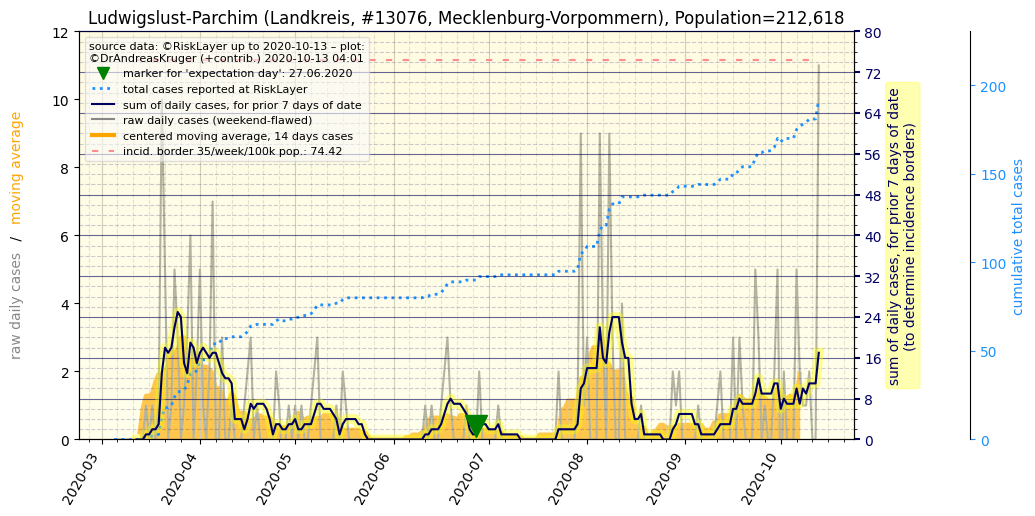 Ludwigslust-Parchim (Landkreis, #13076, Mecklenburg-Vorpommern), Population=212,618
source data: ©RiskLayer up to 2020-10-13 – plot:
©DrAndreasKruger (+contrib.) 2020-10-13 04:01
marker for 'expectation day': 27.06.2020
total cases reported at RiskLayer
sum of daily cases, for prior 7 days of date
raw daily cases (weekend-flawed)
centered moving average, 14 days cases
incid. border 35/week/100k pop.: 74.42
raw daily cases / moving average
12
10
8
6
4
2
0
2020-03
2020-04
2020-05
2020-06
2020-07
2020-08
2020-09
2020-10
80
72
64
56
48
40
32
24
16
8
0
sum of daily cases, for prior 7 days of date
(to determine incidence borders)
200
150
100
50
0
cumulative total cases